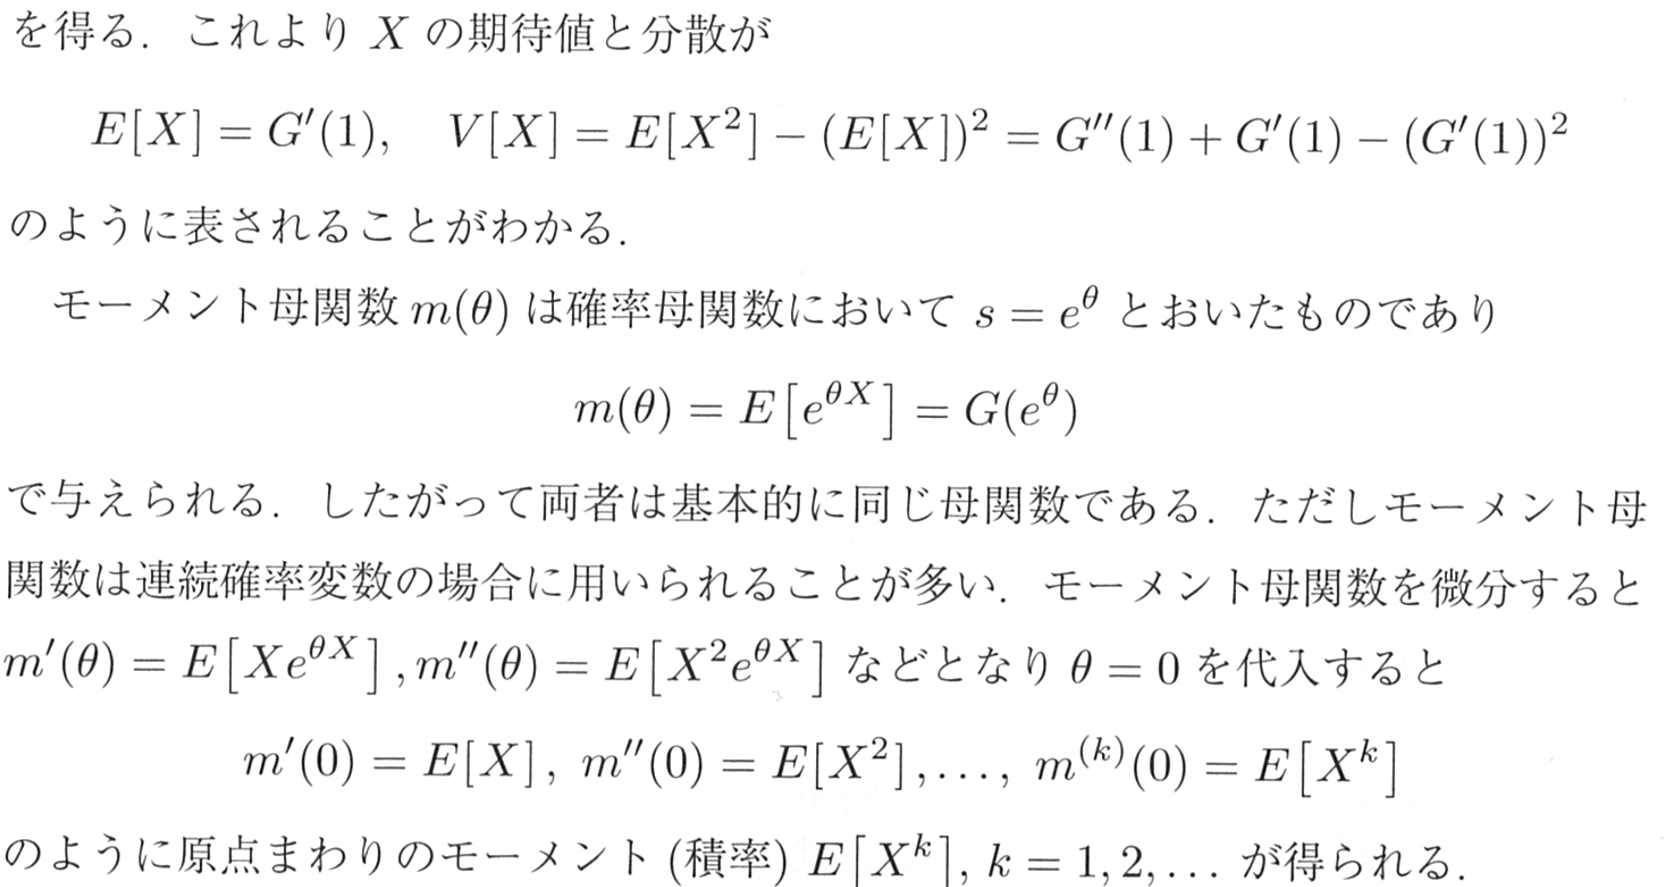 を得る．これより X の期待値と分散が
E[X] = G′(1),　V[X] = E[X²] − (E[X])² = G″(1) + G′(1) − (G′(1))²
のように表されることがわかる．
モーメント母関数 m(θ) は確率母関数において s = e^θ とおいたものであり
m(θ) = E[e^{θX}] = G(e^θ)
で与えられる．したがって両者は基本的に同じ母関数である．ただしモーメント母
関数は連続確率変数の場合に用いられることが多い．モーメント母関数を微分すると
m′(θ) = E[Xe^{θX}], m″(θ) = E[X²e^{θX}] などとなり θ = 0 を代入すると
m′(0) = E[X], m″(0) = E[X²], …, m^{(k)}(0) = E[X^k]
のように原点まわりのモーメント (積率) E[X^k], k = 1, 2, … が得られる．